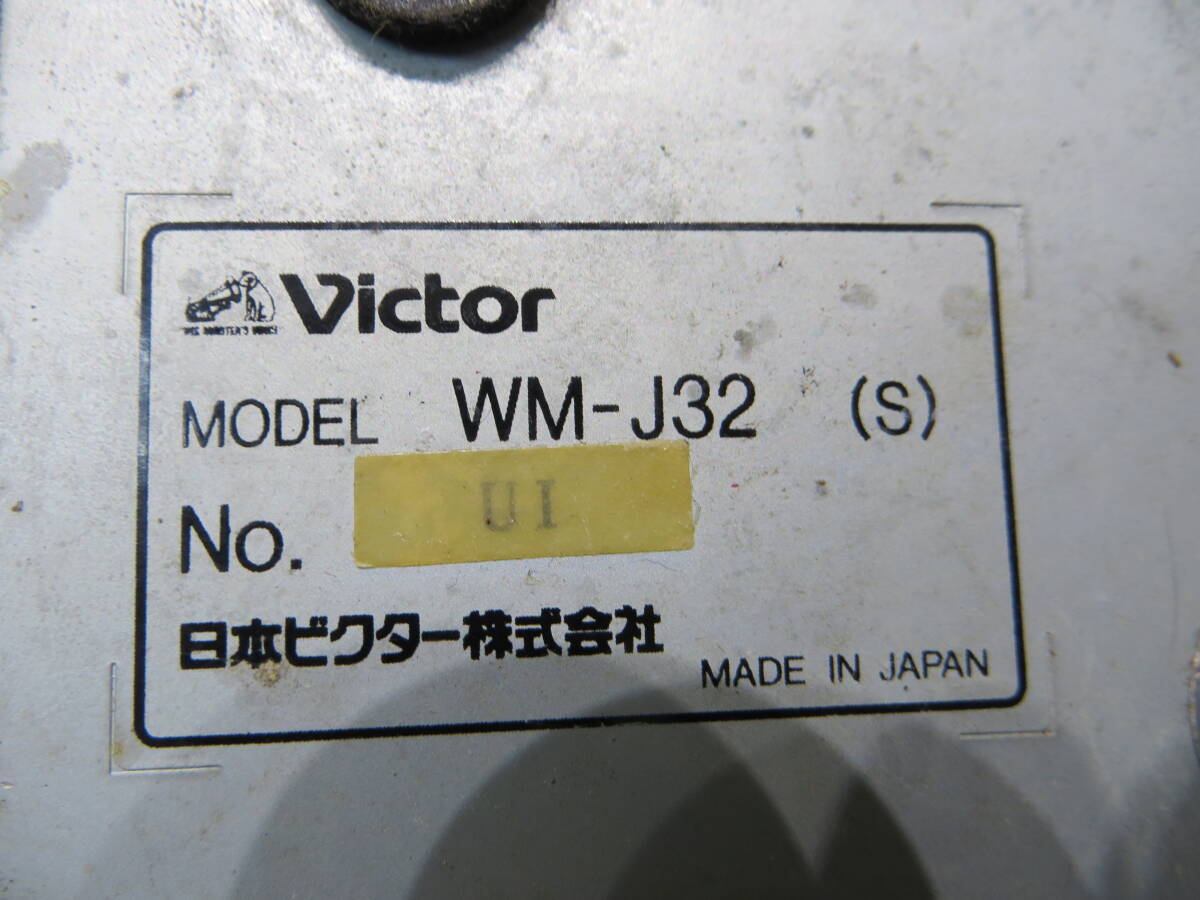 Victor
HIS MASTER'S VOICE
MODEL WM-J32 (S)
No. UI
日本ビクター株式会社
MADE IN JAPAN